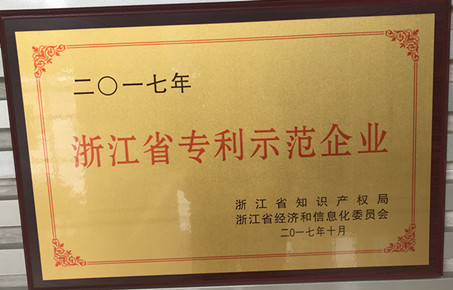 二〇一七年
浙江省专利示范企业
浙江省知识产权局
浙江省经济和信息化委员会
二〇一七年十月